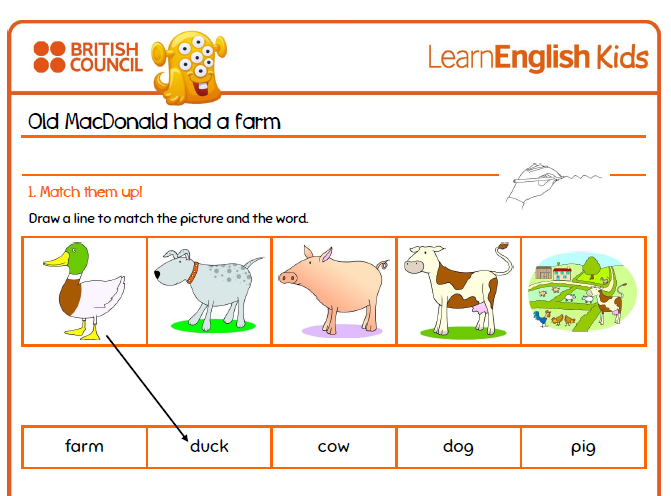 BRITISH
COUNCIL
LearnEnglish Kids
Old MacDonald had a farm
1. Match them up!
Draw a line to match the picture and the word.
farm duck cow dog pig